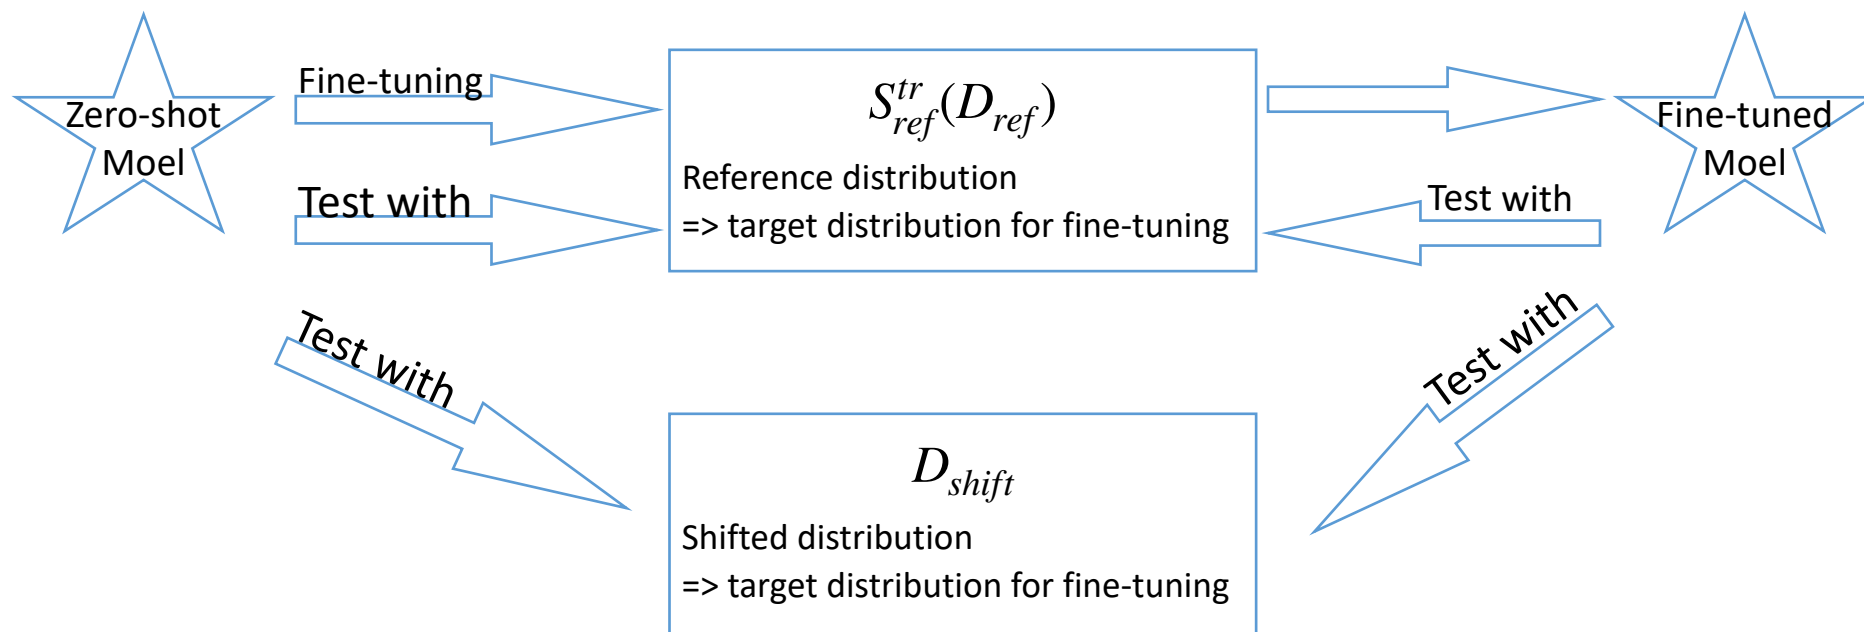 Zero-shot
Moel
Fine-tuning
Test with
Test with
$S_{ref}^{tr}(D_{ref})$
Reference distribution
=> target distribution for fine-tuning
Fine-tuned
Moel
Test with
Test with
$D_{shift}$
Shifted distribution
=> target distribution for fine-tuning